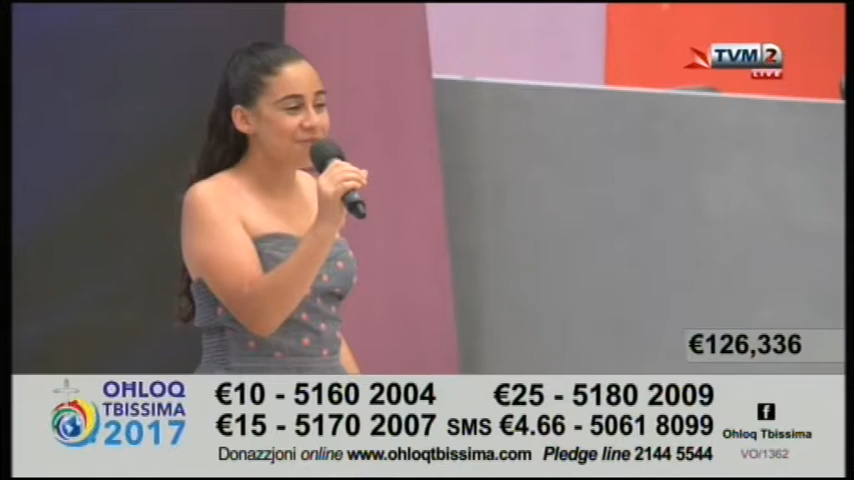 TVM 2
LIVE
€126,336
OĦLOQ
TBISSIMA
2017
€10 - 5160 2004
€25 - 5180 2009
€15 - 5170 2007
SMS €4.66 - 5061 8099
Donazzjoni online www.ohloqtbissima.com
Pledge line 2144 5544
f
Ohloq Tbissima
VO/1362